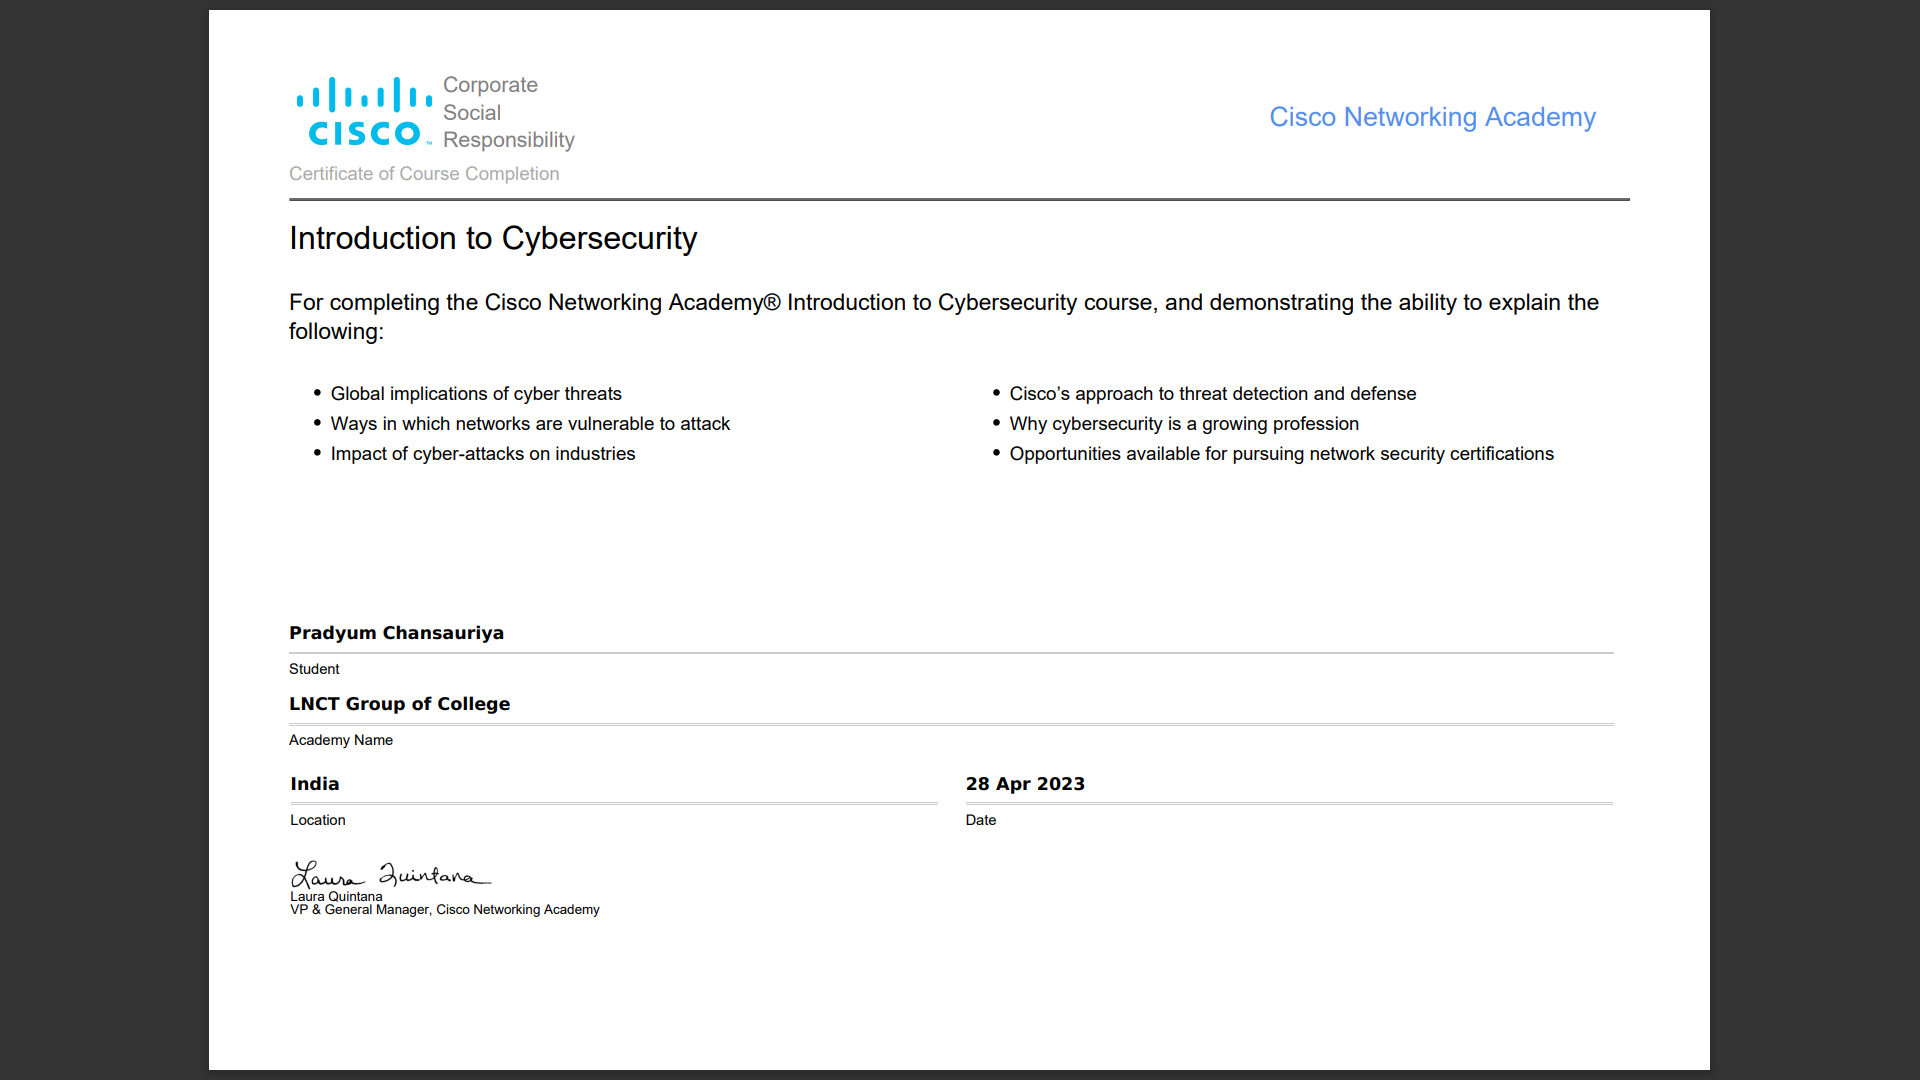 CISCO™
Corporate
Social
Responsibility
Cisco Networking Academy
Certificate of Course Completion
Introduction to Cybersecurity
For completing the Cisco Networking Academy® Introduction to Cybersecurity course, and demonstrating the ability to explain the
following:
• Global implications of cyber threats
• Ways in which networks are vulnerable to attack
• Impact of cyber-attacks on industries
• Cisco’s approach to threat detection and defense
• Why cybersecurity is a growing profession
• Opportunities available for pursuing network security certifications
Pradyum Chansauriya
Student
LNCT Group of College
Academy Name
India
Location
28 Apr 2023
Date
Laura Quintana
Laura Quintana
VP & General Manager, Cisco Networking Academy